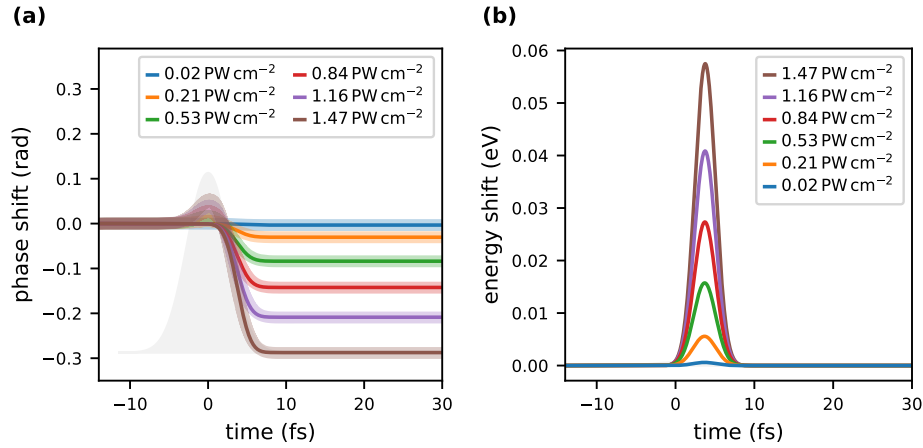 (a)
0.02 PW cm⁻² 0.84 PW cm⁻²
0.21 PW cm⁻² 1.16 PW cm⁻²
0.53 PW cm⁻² 1.47 PW cm⁻²
phase shift (rad)
0.3
0.2
0.1
0.0
−0.1
−0.2
−0.3
−10 0 10 20 30
time (fs)
(b)
1.47 PW cm⁻²
1.16 PW cm⁻²
0.84 PW cm⁻²
0.53 PW cm⁻²
0.21 PW cm⁻²
0.02 PW cm⁻²
energy shift (eV)
0.06
0.05
0.04
0.03
0.02
0.01
0.00
−10 0 10 20 30
time (fs)